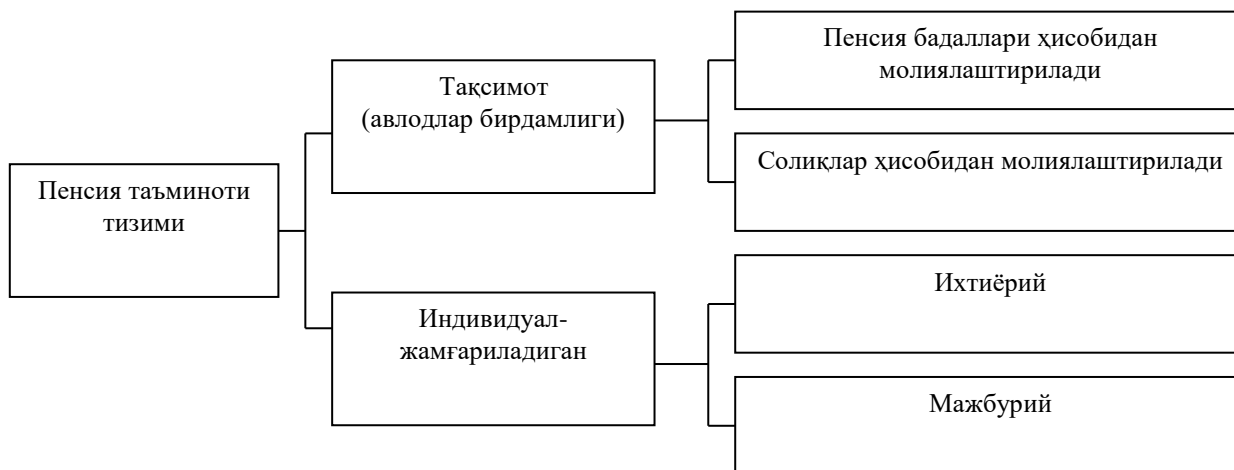 Пенсия таъминоти
тизими
Тақсимот
(авлодлар бирдамлиги)
Пенсия бадаллари ҳисобидан
молиялаштирилади
Солиқлар ҳисобидан молиялаштирилади
Индивидуал-
жамғариладиган
Ихтиёрий
Мажбурий